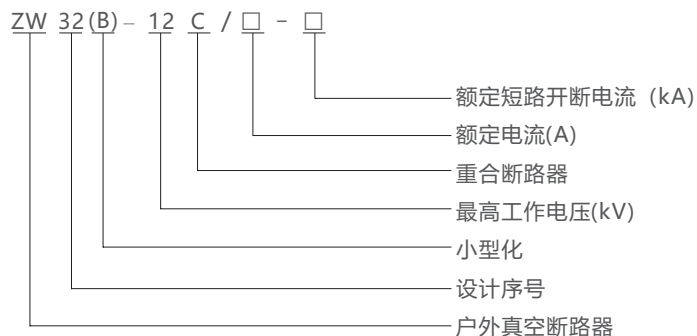 ZW 32(B)– 12 C / □ - □
额定短路开断电流（kA)
额定电流(A)
重合断路器
最高工作电压(kV)
小型化
设计序号
户外真空断路器